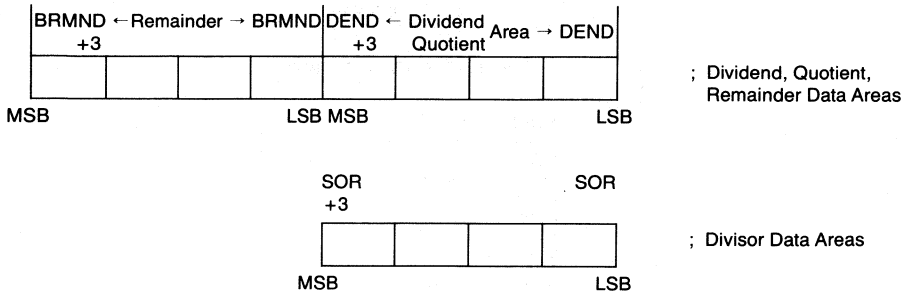 BRMND ← Remainder → BRMND DEND ← Dividend Area → DEND
+3 +3 Quotient
; Dividend, Quotient,
Remainder Data Areas
MSB LSB MSB LSB
SOR SOR
+3
; Divisor Data Areas
MSB LSB